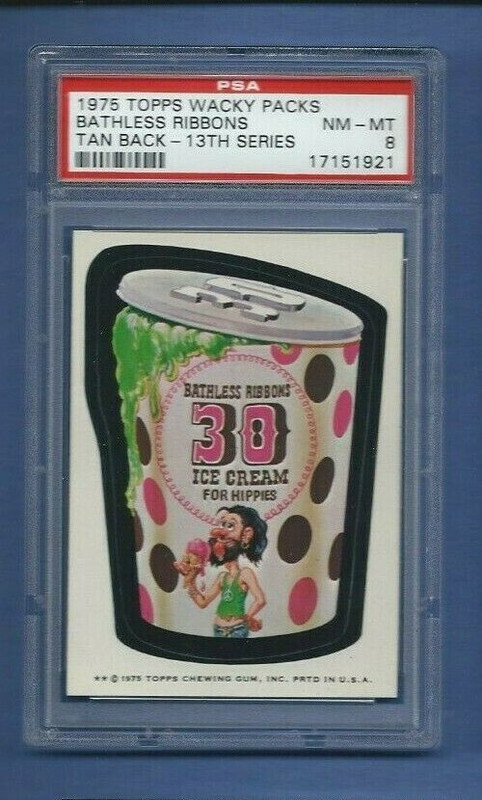 PSA
1975 TOPPS WACKY PACKS
BATHLESS RIBBONS NM-MT
TAN BACK-13TH SERIES 8
17151921
30
BATHLESS RIBBONS
30
ICE CREAM
FOR HIPPIES
** © 1975 TOPPS CHEWING GUM, INC. PRTD IN U.S.A.